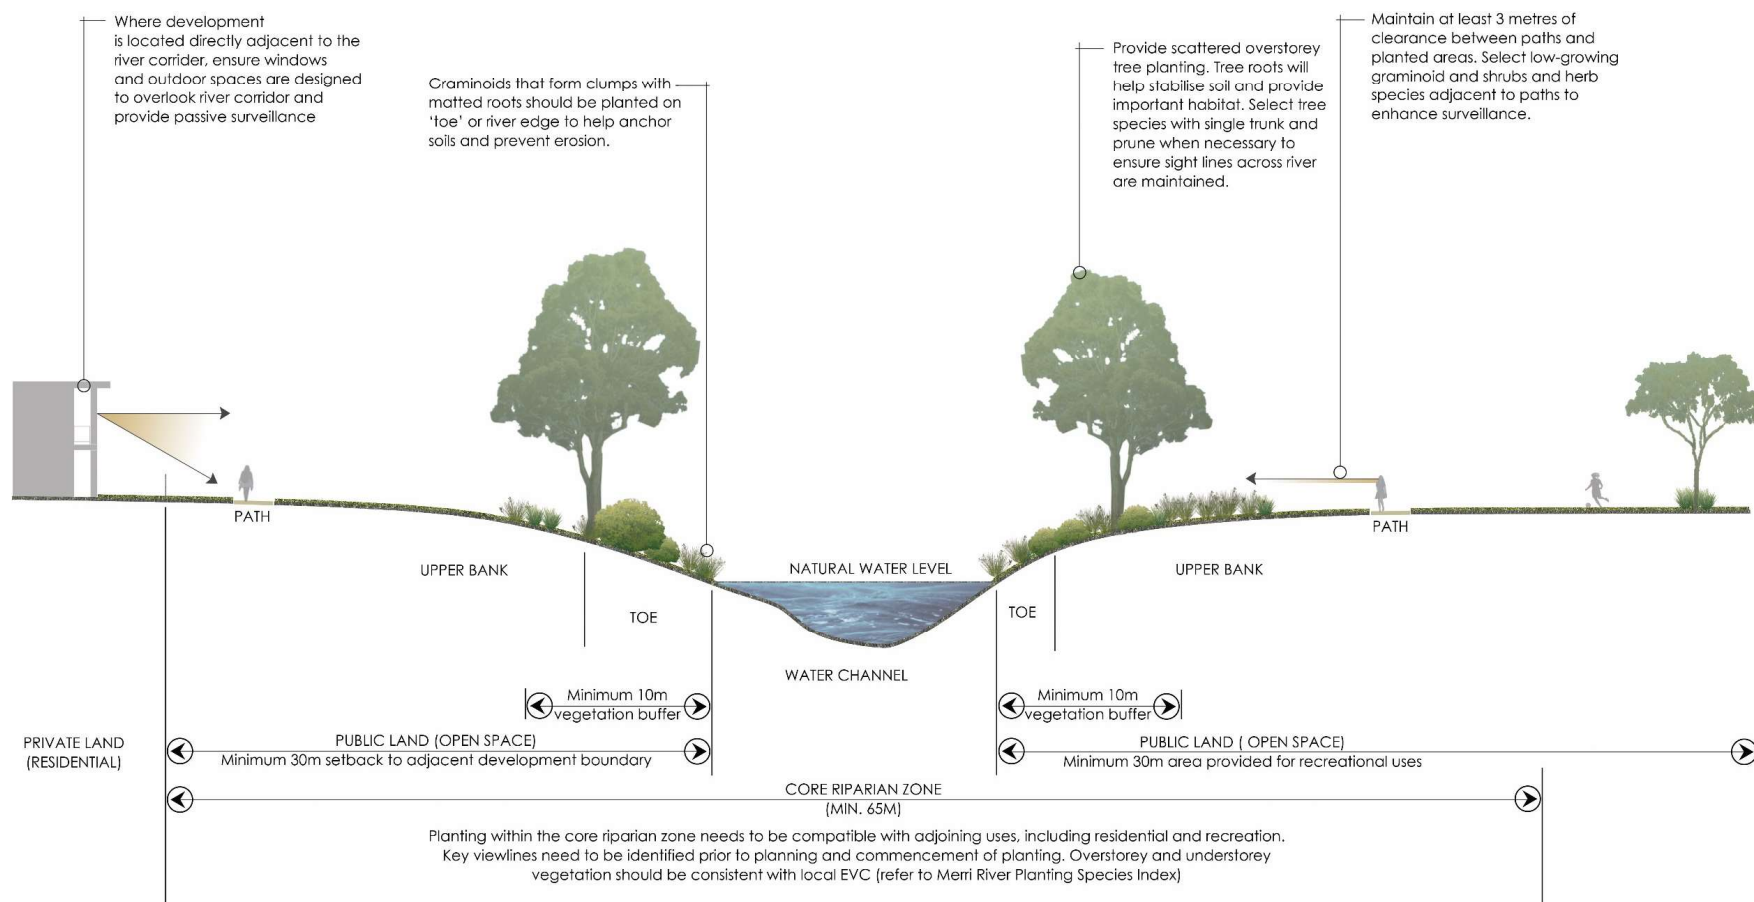 Where development
is located directly adjacent to the
river corrider, ensure windows
and outdoor spaces are designed
to overlook river corridor and
provide passive surveillance
Graminoids that form clumps with
matted roots should be planted on
'toe' or river edge to help anchor
soils and prevent erosion.
Provide scattered overstorey
tree planting. Tree roots will
help stabilise soil and provide
important habitat. Select tree
species with single trunk and
prune when necessary to
ensure sight lines across river
are maintained.
Maintain at least 3 metres of
clearance between paths and
planted areas. Select low-growing
graminoid and shrubs and herb
species adjacent to paths to
enhance surveillance.
PATH
PATH
UPPER BANK
NATURAL WATER LEVEL
UPPER BANK
TOE
TOE
WATER CHANNEL
Minimum 10m
vegetation buffer
Minimum 10m
vegetation buffer
PRIVATE LAND
(RESIDENTIAL)
PUBLIC LAND (OPEN SPACE)
Minimum 30m setback to adjacent development boundary
PUBLIC LAND ( OPEN SPACE)
Minimum 30m area provided for recreational uses
CORE RIPARIAN ZONE
(MIN. 65M)
Planting within the core riparian zone needs to be compatible with adjoining uses, including residential and recreation.
Key viewlines need to be identified prior to planning and commencement of planting. Overstorey and understorey
vegetation should be consistent with local EVC (refer to Merri River Planting Species Index)